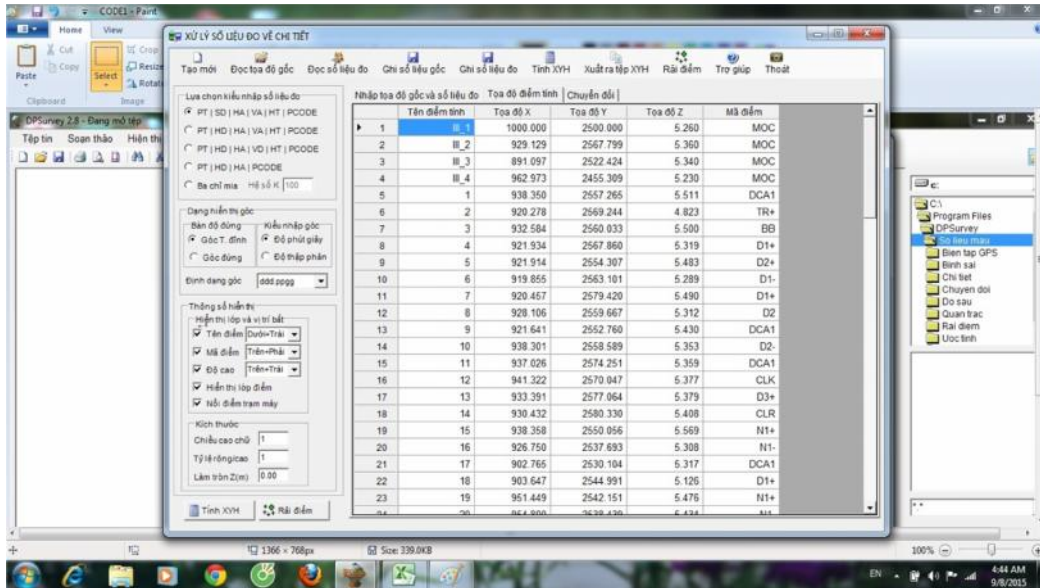 CODE1 - Paint
Home View
Cut
Copy
Paste
Select
Crop
Resize
Rotate
Clipboard
Image
DPSurvey 2.8 - Đang mở tệp
Tệp tin Soạn thảo Hiện thị
XỬ LÝ SỐ LIỆU ĐO VẼ CHI TIẾT
Tạo mới Đọc tọa độ gốc Đọc số liệu đo Ghi số liệu gốc Ghi số liệu đo Tính XYH Xuất ra tệp XYH Rải điểm Trợ giúp Thoát
Lựa chọn kiểu nhập số liệu đo
PT | SD | HA | VA | HT | PCODE
PT | HD | HA | VA | HT | PCODE
PT | HD | HA | VD | HT | PCODE
PT | HD | HA | PCODE
Ba chỉ mia Hệ số K 100
Dạng hiển thị góc
Bàn độ đứng Kiểu nhập góc
Góc T. đỉnh Độ phút giây
Góc đứng Độ thập phân
Định dạng góc ddd.ppgg
Thông số hiển thị
Hiển thị lớp và vị trí bắt
Tên điểm Dưới+Trái
Mã điểm Trên+Phải
Độ cao Trên+Trái
Hiển thị lớp điểm
Nối điểm trạm máy
Kích thước
Chiều cao chữ 1
Tỷ lệ rộng/cao 1
Làm tròn Z(m) 0.00
Tính XYH Rải điểm
Nhập tọa độ gốc và số liệu đo Tọa độ điểm tính Chuyển đổi
Tên điểm tính Tọa độ X Tọa độ Y Tọa độ Z Mã điểm
1 III_1 1000.000 2500.000 5.260 MOC
2 III_2 929.129 2567.799 5.360 MOC
3 III_3 891.097 2522.424 5.340 MOC
4 III_4 962.973 2455.309 5.230 MOC
5 1 938.350 2557.265 5.511 DCA1
6 2 920.278 2569.244 4.823 TR+
7 3 932.584 2560.033 5.500 BB
8 4 921.934 2567.860 5.319 D1+
9 5 921.914 2554.307 5.483 D2+
10 6 919.855 2563.101 5.289 D1-
11 7 920.457 2579.420 5.490 D1+
12 8 928.106 2559.667 5.312 D2
13 9 921.641 2552.760 5.430 DCA1
14 10 938.301 2558.589 5.353 D2-
15 11 937.026 2574.251 5.359 DCA1
16 12 941.322 2570.047 5.377 CLK
17 13 933.391 2577.064 5.379 D3+
18 14 930.432 2580.330 5.408 CLR
19 15 938.358 2550.056 5.569 N1+
20 16 926.750 2537.693 5.308 N1-
21 17 902.765 2530.104 5.317 DCA1
22 18 903.647 2544.991 5.126 D1+
23 19 951.449 2542.151 5.476 N1+
c:
C:\
Program Files
DPSurvey
So lieu mau
Bien tap GPS
Binh sai
Chi tiet
Chuyen doi
Do sau
Quan trac
Rai diem
Uoc tinh
*.*
1366 × 768px
Size: 339.0KB
100%
EN
4:44 AM
9/8/2015